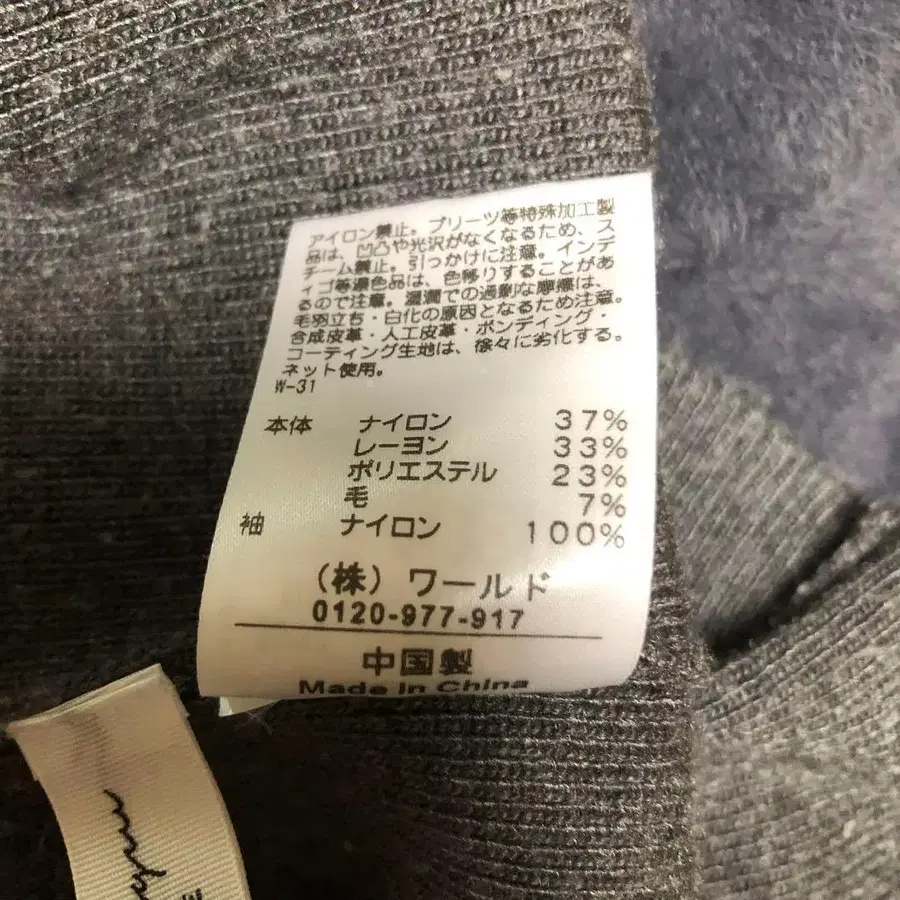 アイロン禁止。プリーツ等特殊加工製
品は、凹凸や光沢がなくなるため、ス
チーム禁止。引っかけに注意。インデ
ィゴ等濃色品は、色移りすることがあ
るので注意。湿潤での過剰な摩擦は、
毛羽立ち・白化の原因となるため注意。
合成皮革・人工皮革・ボンディング・
コーティング生地は、徐々に劣化する。
ネット使用。
W-31
本体 ナイロン 37%
レーヨン 33%
ポリエステル 23%
毛 7%
袖 ナイロン 100%
(株)ワールド
0120-977-917
中国製
Made in China